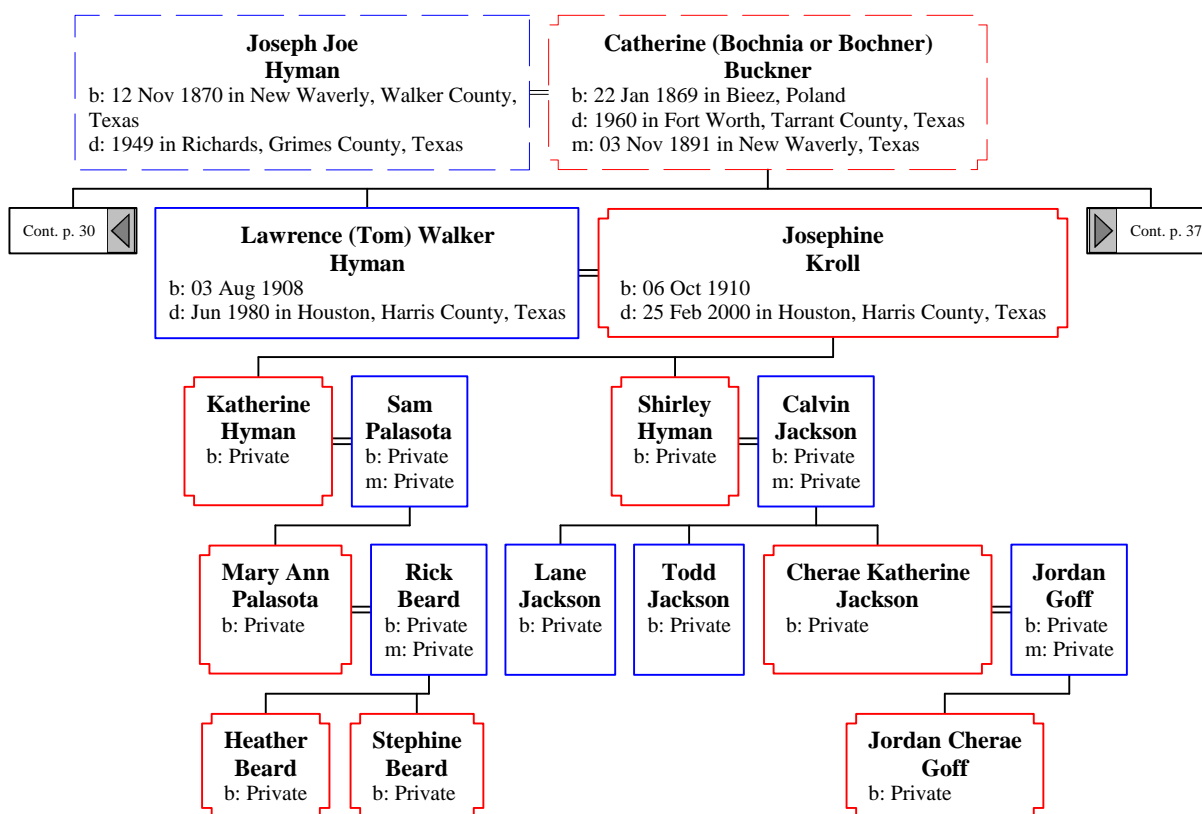 Joseph Joe
Hyman
b: 12 Nov 1870 in New Waverly, Walker County,
Texas
d: 1949 in Richards, Grimes County, Texas
Catherine (Bochnia or Bochner)
Buckner
b: 22 Jan 1869 in Bieez, Poland
d: 1960 in Fort Worth, Tarrant County, Texas
m: 03 Nov 1891 in New Waverly, Texas
Cont. p. 30
Lawrence (Tom) Walker
Hyman
b: 03 Aug 1908
d: Jun 1980 in Houston, Harris County, Texas
Josephine
Kroll
b: 06 Oct 1910
d: 25 Feb 2000 in Houston, Harris County, Texas
Cont. p. 37
Katherine
Hyman
b: Private
Sam
Palasota
b: Private
m: Private
Shirley
Hyman
b: Private
Calvin
Jackson
b: Private
m: Private
Mary Ann
Palasota
b: Private
Rick
Beard
b: Private
m: Private
Lane
Jackson
b: Private
Todd
Jackson
b: Private
Cherae Katherine
Jackson
b: Private
Jordan
Goff
b: Private
m: Private
Heather
Beard
b: Private
Stephine
Beard
b: Private
Jordan Cherae
Goff
b: Private